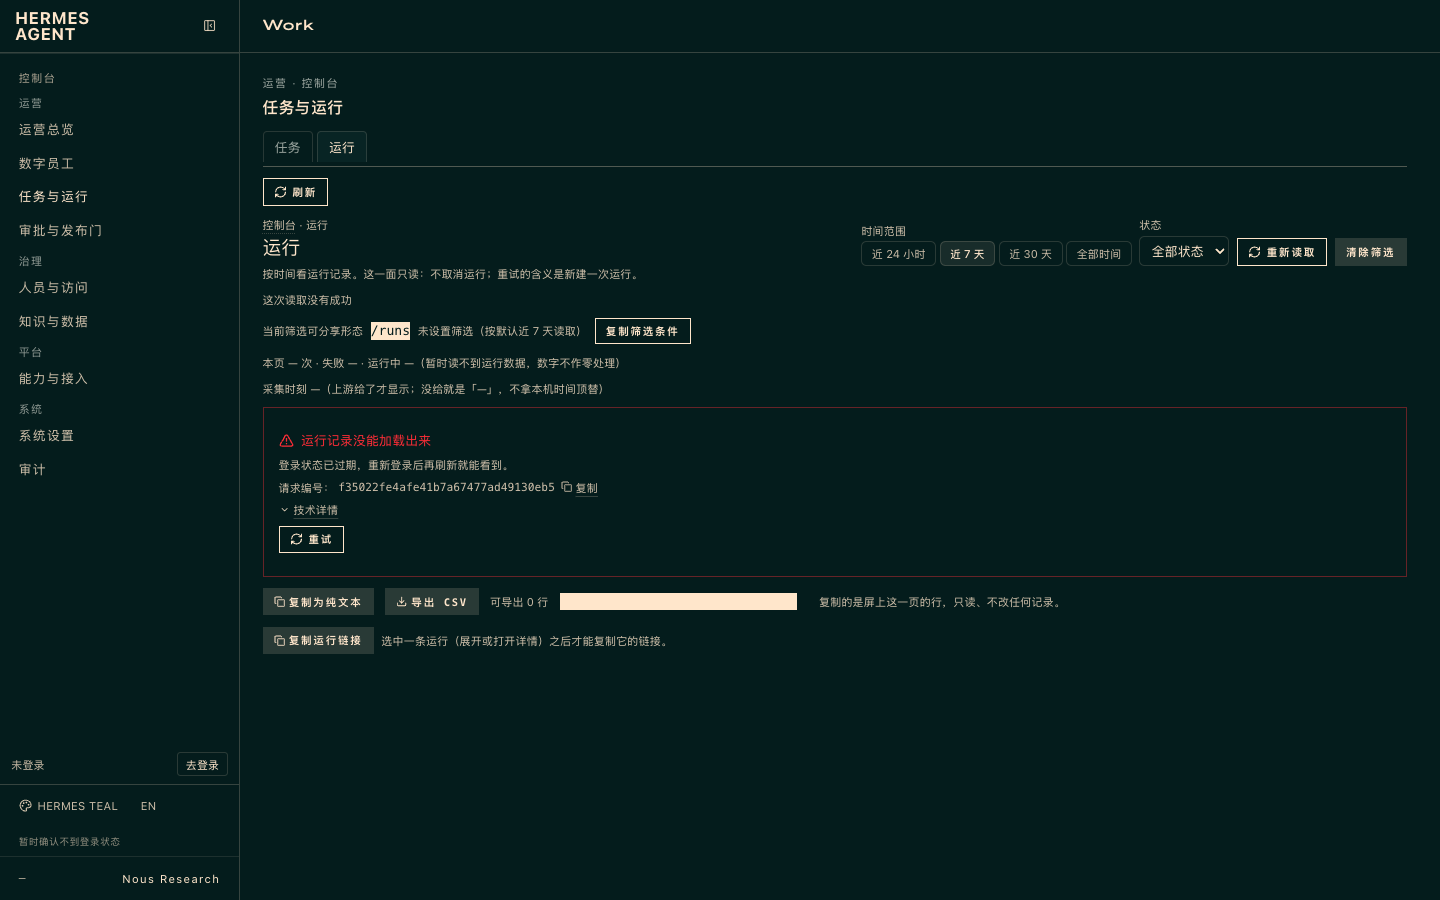 HERMES
AGENT
Work
控制台
运营
运营总览
数字员工
任务与运行
审批与发布门
治理
人员与访问
知识与数据
平台
能力与接入
系统
系统设置
审计
未登录
去登录
HERMES TEAL
EN
暂时确认不到登录状态
—
Nous Research
运营 · 控制台
任务与运行
任务
运行
刷新
控制台 · 运行
运行
按时间看运行记录。这一面只读：不取消运行；重试的含义是新建一次运行。
时间范围
近 24 小时
近 7 天
近 30 天
全部时间
状态
全部状态
重新读取
清除筛选
这次读取没有成功
当前筛选可分享形态 /runs 未设置筛选（按默认近 7 天读取） 复制筛选条件
本页 — 次 · 失败 — · 运行中 —（暂时读不到运行数据，数字不作零处理）
采集时刻 —（上游给了才显示；没给就是「—」，不拿本机时间顶替）
运行记录没能加载出来
登录状态已过期，重新登录后再刷新就能看到。
请求编号： f35022fe4afe41b7a67477ad49130eb5 复制
技术详情
重试
复制为纯文本
导出 CSV
可导出 0 行
复制的是屏上这一页的行，只读、不改任何记录。
复制运行链接
选中一条运行（展开或打开详情）之后才能复制它的链接。